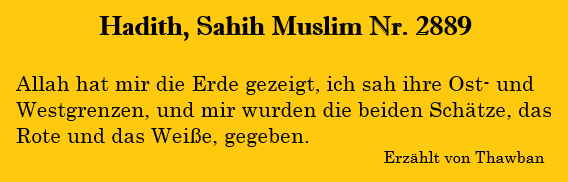 Hadith, Sahih Muslim Nr. 2889
Allah hat mir die Erde gezeigt, ich sah ihre Ost- und
Westgrenzen, und mir wurden die beiden Schätze, das
Rote und das Weiße, gegeben.
Erzählt von Thawban